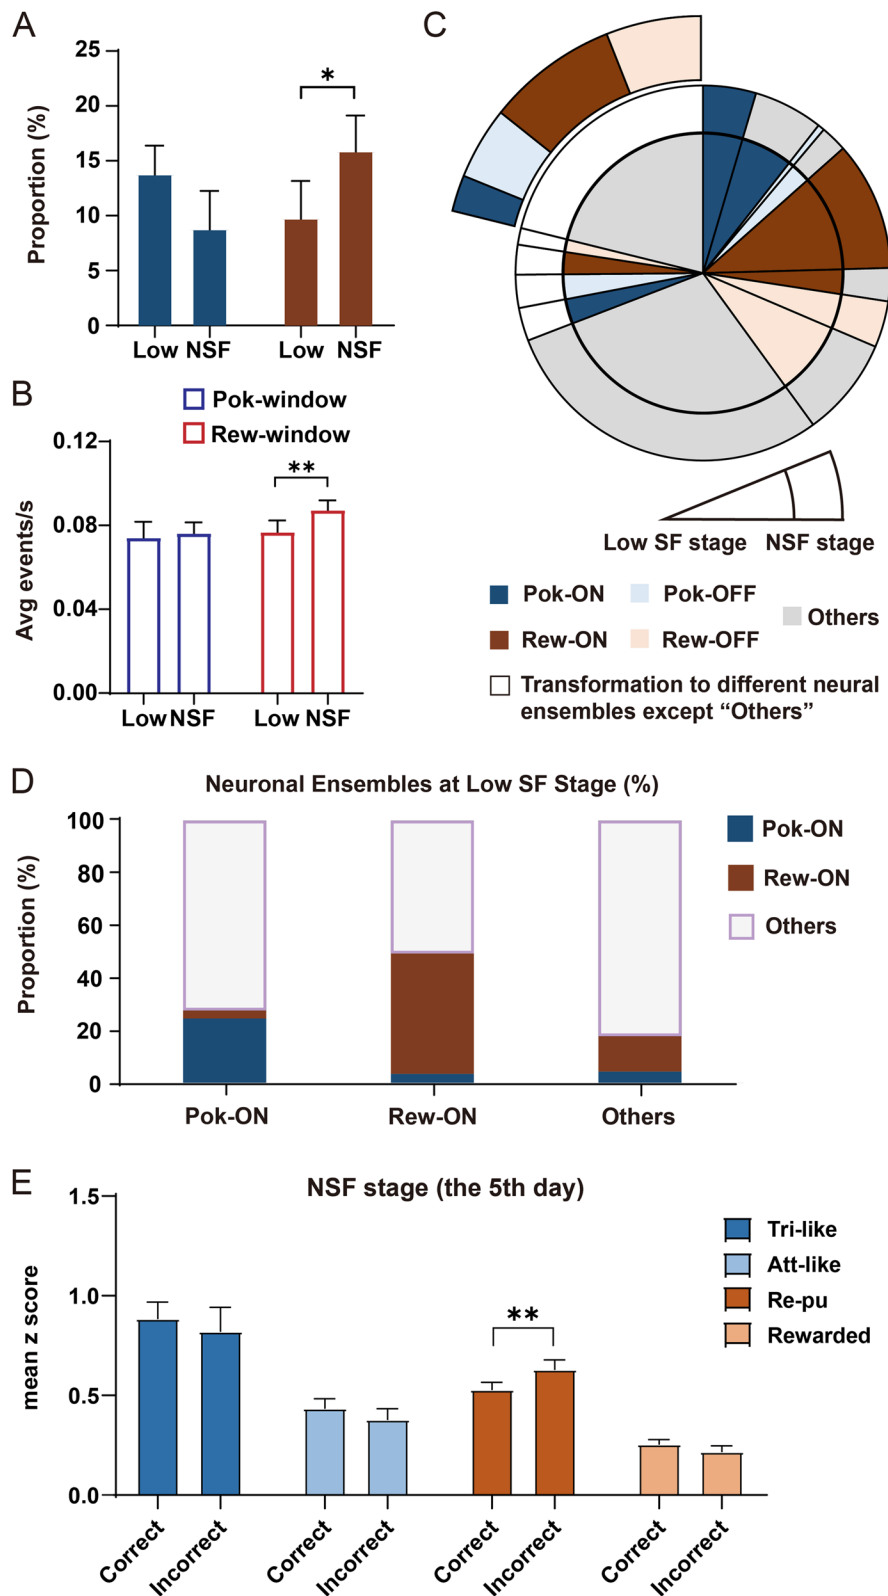 A
Proportion (%)
25
20
15
10
5
0
*
Low NSF
Low NSF
B
Pok-window
Rew-window
Avg events/s
0.12
0.08
0.04
0.00
**
Low NSF
Low NSF
C
Low SF stage
NSF stage
Pok-ON
Pok-OFF
Others
Rew-ON
Rew-OFF
Transformation to different neural
ensembles except “Others”
D
Neuronal Ensembles at Low SF Stage (%)
Proportion (%)
100
80
60
40
20
0
Pok-ON
Rew-ON
Others
Pok-ON
Rew-ON
Others
E
NSF stage (the 5th day)
mean z score
1.5
1.0
0.5
0.0
**
Tri-like
Att-like
Re-pu
Rewarded
Correct
Incorrect
Correct
Incorrect
Correct
Incorrect
Correct
Incorrect